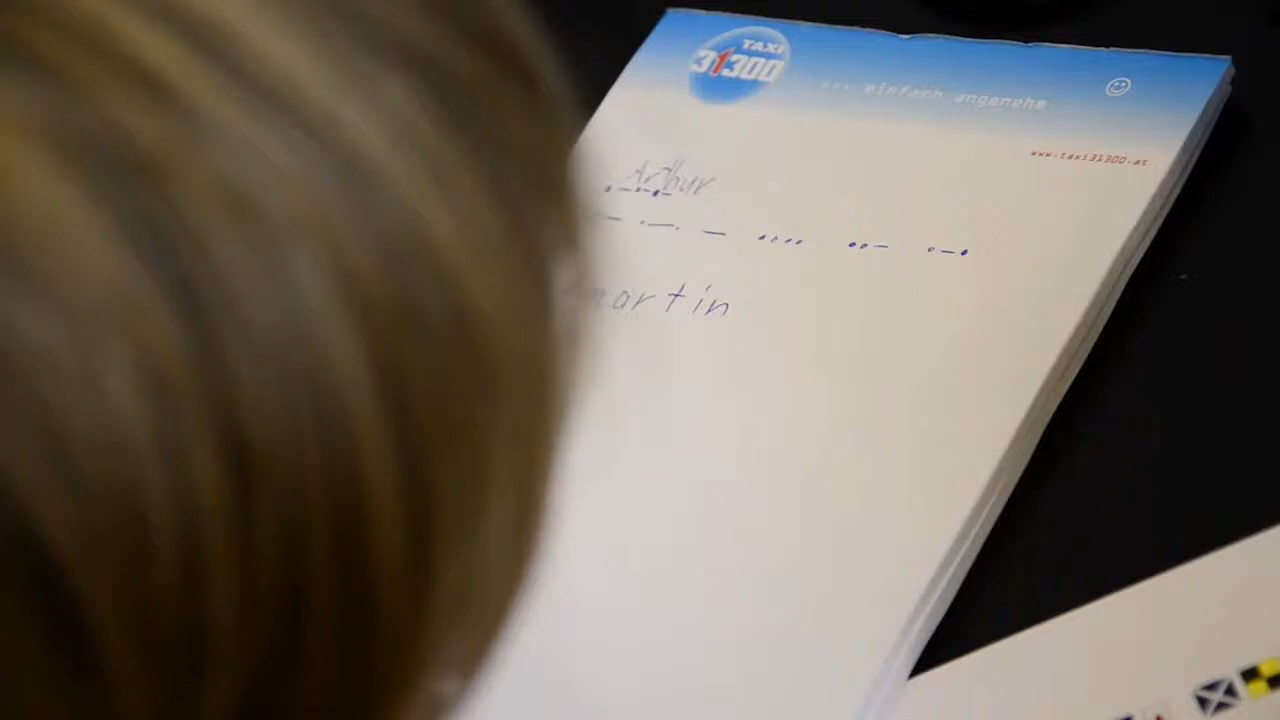 TAXI
31300
... einfach angenehm
www.taxi31300.at
Arthur
martin